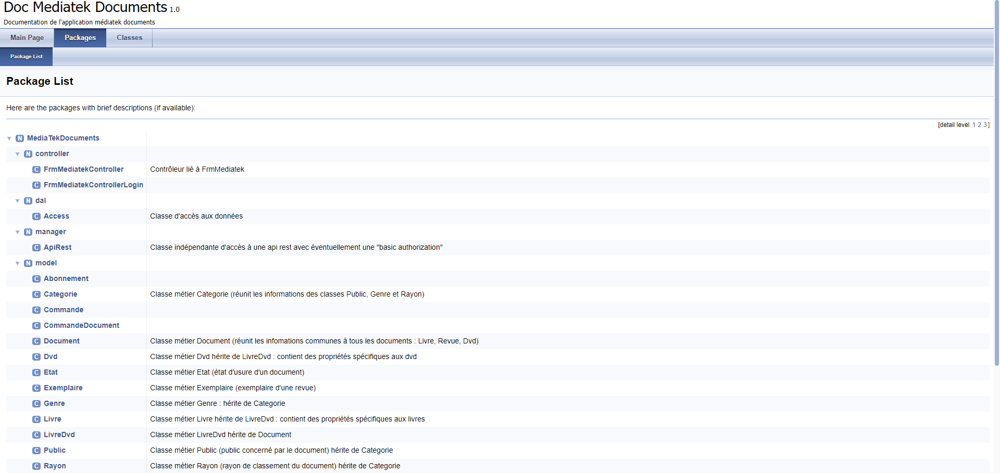 Doc Mediatek Documents 1.0
Documentation de l'application médiatek documents
Main Page Packages Classes
Package List
Package List
Here are the packages with brief descriptions (if available):
[detail level 1 2 3]
▼ N MediaTekDocuments
▼ N controller
C FrmMediatekController Contrôleur lié à FrmMediatek
C FrmMediatekControllerLogin
▼ N dal
C Access Classe d'accès aux données
▼ N manager
C ApiRest Classe indépendante d'accès à une api rest avec éventuellement une "basic authorization"
▼ N model
C Abonnement
C Categorie Classe métier Categorie (réunit les informations des classes Public, Genre et Rayon)
C Commande
C CommandeDocument
C Document Classe métier Document (réunit les infomations communes à tous les documents : Livre, Revue, Dvd)
C Dvd Classe métier Dvd hérite de LivreDvd : contient des propriétés spécifiques aux dvd
C Etat Classe métier Etat (état d'usure d'un document)
C Exemplaire Classe métier Exemplaire (exemplaire d'une revue)
C Genre Classe métier Genre : hérite de Categorie
C Livre Classe métier Livre hérite de LivreDvd : contient des propriétés spécifiques aux livres
C LivreDvd Classe métier LivreDvd hérite de Document
C Public Classe métier Public (public concerné par le document) hérite de Categorie
C Rayon Classe métier Rayon (rayon de classement du document) hérite de Categorie